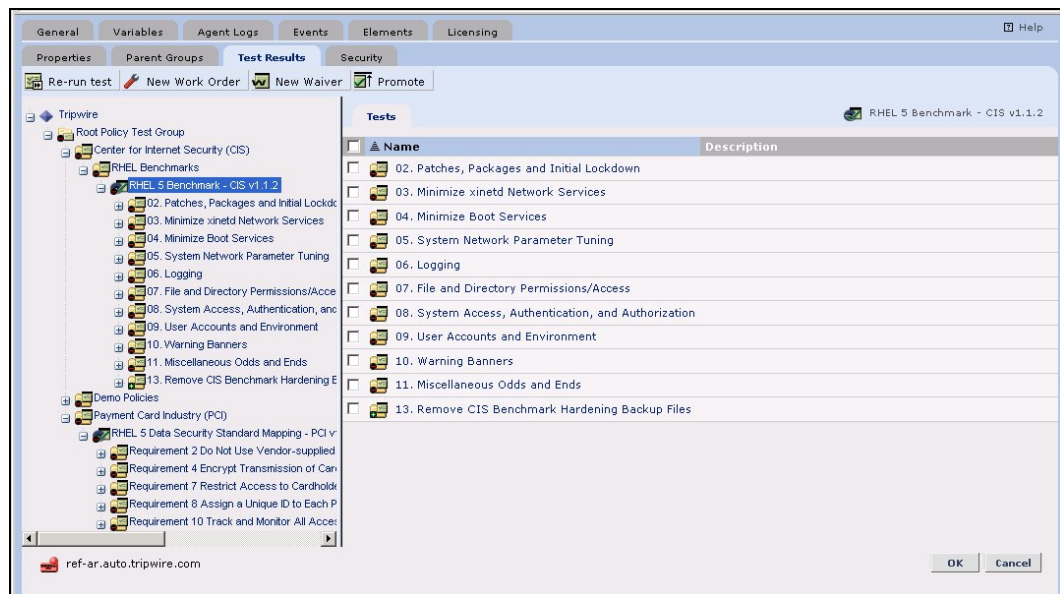 General Variables Agent Logs Events Elements Licensing Help
Properties Parent Groups Test Results Security
Re-run test New Work Order New Waiver Promote
Tripwire
Root Policy Test Group
Center for Internet Security (CIS)
RHEL Benchmarks
RHEL 5 Benchmark - CIS v1.1.2
02. Patches, Packages and Initial Lockdc
03. Minimize xinetd Network Services
04. Minimize Boot Services
05. System Network Parameter Tuning
06. Logging
07. File and Directory Permissions/Acce
08. System Access, Authentication, anc
09. User Accounts and Environment
10. Warning Banners
11. Miscellaneous Odds and Ends
13. Remove CIS Benchmark Hardening E
Demo Policies
Payment Card Industry (PCI)
RHEL 5 Data Security Standard Mapping - PCI v
Requirement 2 Do Not Use Vendor-supplied
Requirement 4 Encrypt Transmission of Car
Requirement 7 Restrict Access to Cardholde
Requirement 8 Assign a Unique ID to Each P
Requirement 10 Track and Monitor All Acce
Tests RHEL 5 Benchmark - CIS v1.1.2
Name Description
02. Patches, Packages and Initial Lockdown
03. Minimize xinetd Network Services
04. Minimize Boot Services
05. System Network Parameter Tuning
06. Logging
07. File and Directory Permissions/Access
08. System Access, Authentication, and Authorization
09. User Accounts and Environment
10. Warning Banners
11. Miscellaneous Odds and Ends
13. Remove CIS Benchmark Hardening Backup Files
ref-ar.auto.tripwire.com
OK Cancel